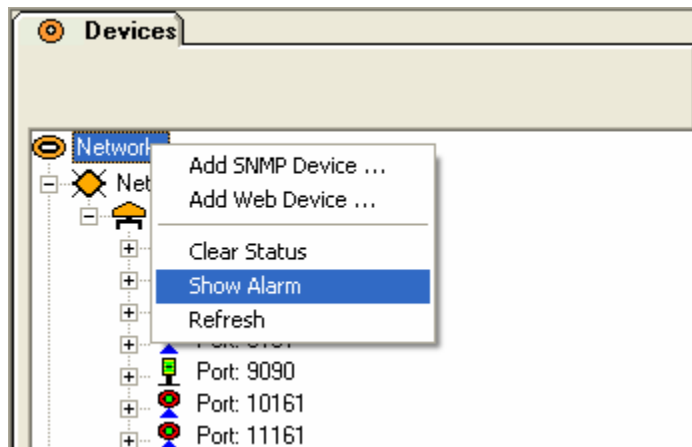 Devices
Network
Add SNMP Device ...
Net
Add Web Device ...
Clear Status
Show Alarm
Refresh
Port: 9090
Port: 10161
Port: 11161